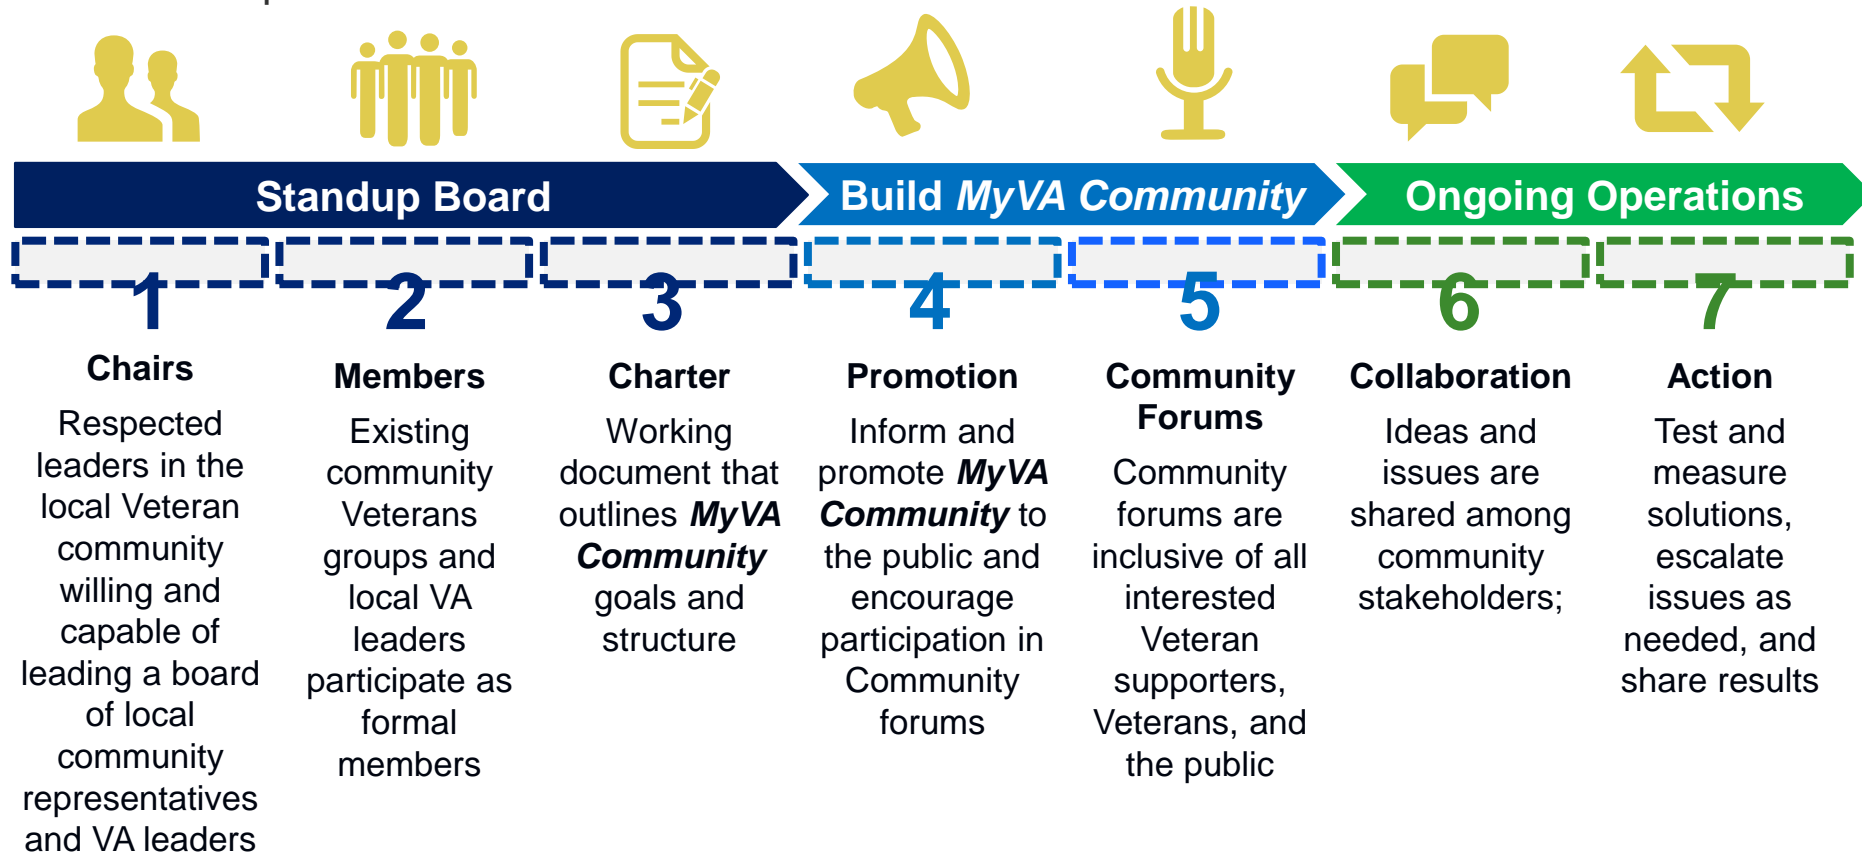 Standup Board
Build MyVA Community
Ongoing Operations
1
Chairs
Respected
leaders in the
local Veteran
community
willing and
capable of
leading a board
of local
community
representatives
and VA leaders
2
Members
Existing
community
Veterans
groups and
local VA
leaders
participate as
formal
members
3
Charter
Working
document that
outlines MyVA
Community
goals and
structure
4
Promotion
Inform and
promote MyVA
Community to
the public and
encourage
participation in
Community
forums
5
Community
Forums
Community
forums are
inclusive of all
interested
Veteran
supporters,
Veterans, and
the public
6
Collaboration
Ideas and
issues are
shared among
community
stakeholders;
7
Action
Test and
measure
solutions,
escalate
issues as
needed, and
share results